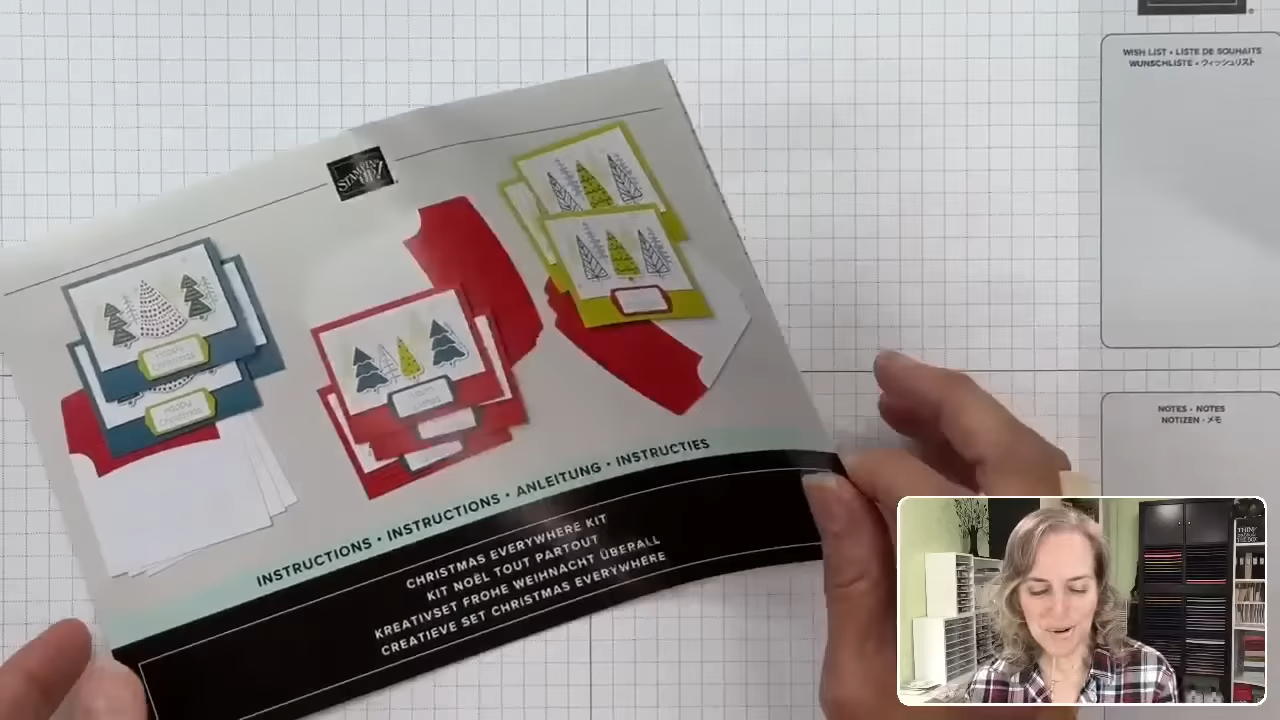 WISH LIST • LISTE DE SOUHAITS
WUNSCHLISTE • ウィッシュリスト
NOTES • NOTES
NOTIZEN • メモ
STAMPIN' UP!
INSTRUCTIONS • INSTRUCTIONS • ANLEITUNG • INSTRUCTIES
CHRISTMAS EVERYWHERE KIT
KIT NOËL TOUT PARTOUT
KREATIVSET FROHE WEIHNACHT ÜBERALL
CREATIEVE SET CHRISTMAS EVERYWHERE